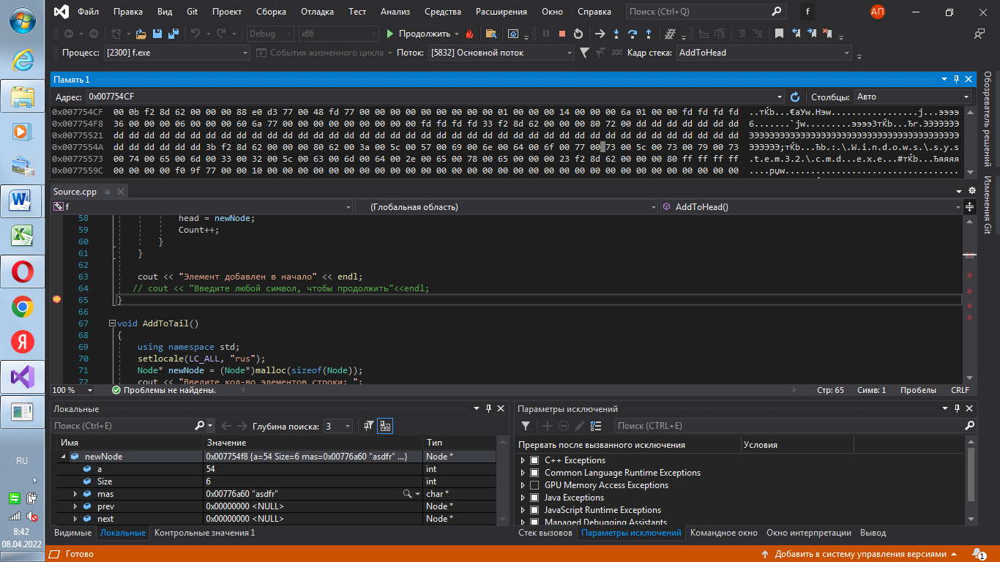 Файл Правка Вид Git Проект Сборка Отладка Тест Анализ Средства Расширения Окно Справка Поиск (Ctrl+Q) f АП
Debug x86 Продолжить
Процесс: [2300] f.exe События жизненного цикла Поток: [5832] Основной поток Кадр стека: AddToHead
Память 1
Адрес: 0x007754CF Столбцы: Авто
0x007754CF 00 0b f2 8d 62 00 00 00 88 e0 d3 77 00 48 fd 77 00 00 00 00 00 00 00 00 00 01 00 00 00 14 00 00 00 6a 01 00 00 fd fd fd fd
0x007754F8 36 00 00 00 06 00 00 00 60 6a 77 00 00 00 00 00 00 00 00 00 fd fd fd fd 33 f2 8d 62 00 00 00 80 72 00 dd dd dd dd dd dd dd
0x00775521 dd dd dd dd dd dd dd dd dd dd dd dd dd dd dd dd dd dd dd dd dd dd dd dd dd dd dd dd dd dd dd dd dd dd dd dd dd dd dd dd dd
0x0077554A dd dd dd dd dd dd 3b f2 8d 62 00 00 00 80 62 00 3a 00 5c 00 57 00 69 00 6e 00 64 00 6f 00 77 00 73 00 5c 00 73 00 79 00 73
0x00775573 00 74 00 65 00 6d 00 33 00 32 00 5c 00 63 00 6d 00 64 00 2e 00 65 00 78 00 65 00 00 00 23 f2 8d 62 00 00 00 80 ff ff ff ff
0x0077559C 00 00 00 00 f0 9f 77 00 00 10 00 00 00 00 00 00 00 00 00 00 00 00 00 00 00 00 00 00 00 00 00 00 00 00 00 00 00 00 00 00 00
Source.cpp
f (Глобальная область) AddToHead()
58 head = newNode;
59 Count++;
60 }
61 }
62
63 cout << "Элемент добавлен в начало" << endl;
64 // cout << "Введите любой символ, чтобы продолжить"<<endl;
65 }
66
67 void AddToTail()
68 {
69 using namespace std;
70 setlocale(LC_ALL, "rus");
71 Node* newNode = (Node*)malloc(sizeof(Node));
72 cout << "Введите кол-во элементов строки: ";
100 % Проблемы не найдены. Стр: 65 Симв: 1 Пробелы CRLF
Локальные
Поиск (Ctrl+E) Глубина поиска: 3
Имя Значение Тип
newNode 0x007754f8 {a=54 Size=6 mas=0x00776a60 "asdfr" ...} Node *
a 54 int
Size 6 int
mas 0x00776a60 "asdfr" char *
prev 0x00000000 <NULL> Node *
next 0x00000000 <NULL> Node *
Видимые Локальные Контрольные значения 1
Параметры исключений
Поиск (CTRL+E)
Прервать после вызванного исключения Условия
C++ Exceptions
Common Language Runtime Exceptions
GPU Memory Access Exceptions
Java Exceptions
JavaScript Runtime Exceptions
Managed Debugging Assistants
Стек вызовов Параметры исключений Командное окно Окно интерпретации Вывод
Готово Добавить в систему управления версиями 1
Обозреватель решений
Изменения Git
RU
8:42
08.04.2022